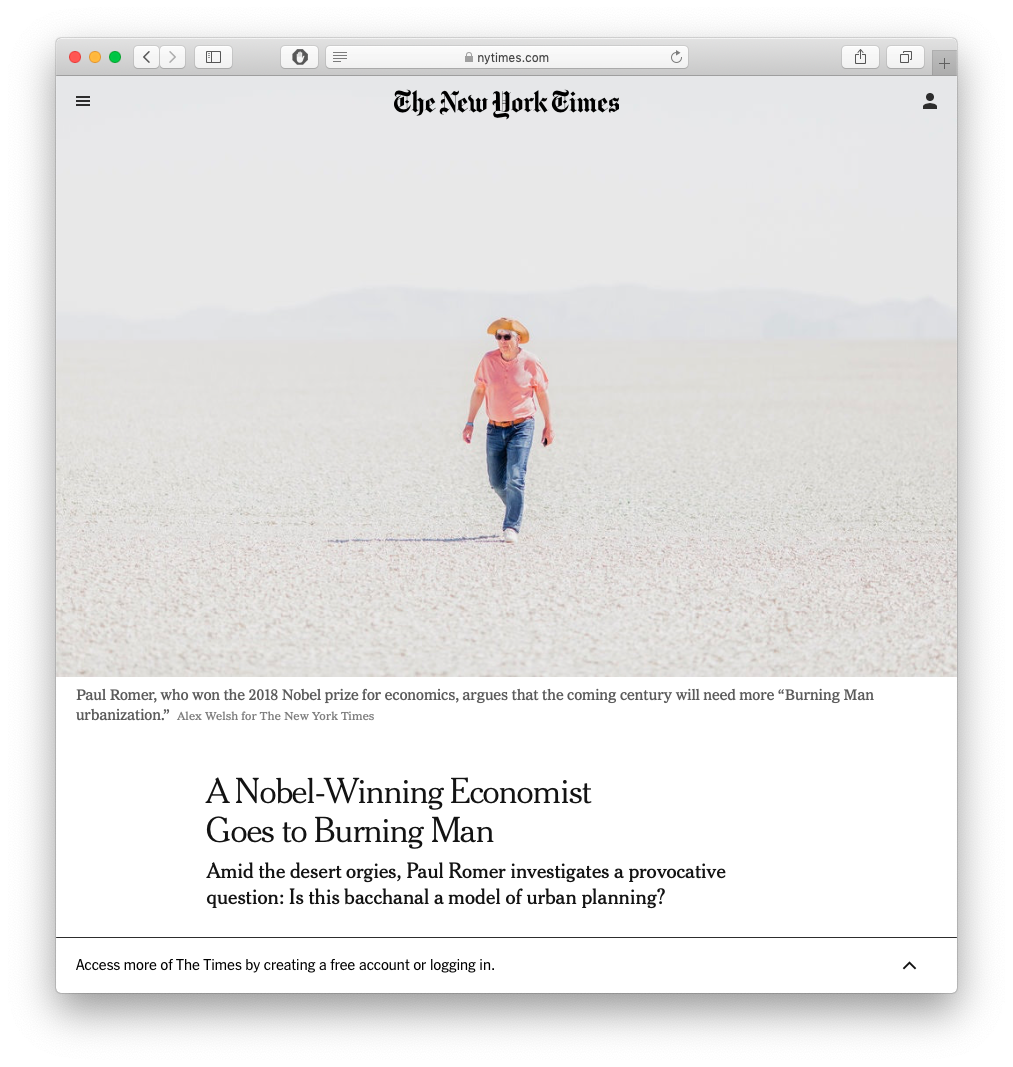 nytimes.com
The New York Times
Paul Romer, who won the 2018 Nobel prize for economics, argues that the coming century will need more “Burning Man
urbanization.” Alex Welsh for The New York Times
A Nobel-Winning Economist
Goes to Burning Man
Amid the desert orgies, Paul Romer investigates a provocative
question: Is this bacchanal a model of urban planning?
Access more of The Times by creating a free account or logging in.